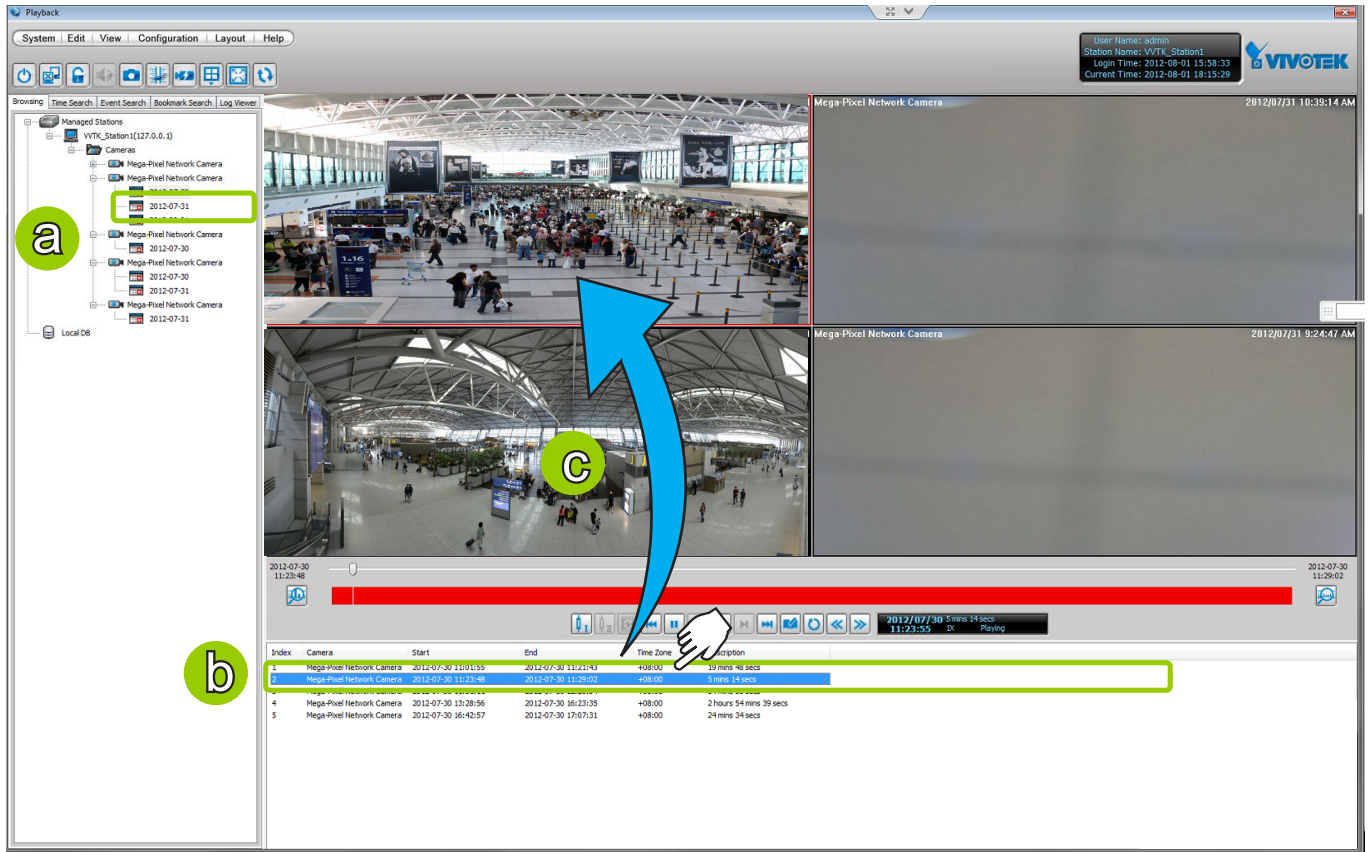 Playback
System Edit View Configuration Layout Help
User Name: admin
Station Name: VVTK_Station1
Login Time: 2012-08-01 15:58:33
Current Time: 2012-08-01 18:15:29
VIVOTEK
Browsing Time Search Event Search Bookmark Search Log Viewer
Managed Stations
VVTK_Station1(127.0.0.1)
Cameras
Mega-Pixel Network Camera
Mega-Pixel Network Camera
2012-07-31
Mega-Pixel Network Camera
2012-07-30
Mega-Pixel Network Camera
2012-07-30
2012-07-31
Mega-Pixel Network Camera
2012-07-31
Local DB
a
1.16
Mega-Pixel Network Camera 2012/07/31 10:39:14 AM
Mega-Pixel Network Camera 2012/07/31 9:24:47 AM
c
2012-07-30
11:23:48
2012-07-30
11:29:02
2012/07/30 5 mins 14 secs
11:23:55 1X Playing
b
Index Camera Start End Time Zone
1 Mega-Pixel Network Camera 2012-07-30 11:01:55 2012-07-30 11:21:43 +08:00 19 mins 48 secs
2 Mega-Pixel Network Camera 2012-07-30 11:23:48 2012-07-30 11:29:02 +08:00 5 mins 14 secs
4 Mega-Pixel Network Camera 2012-07-30 13:28:56 2012-07-30 16:23:35 +08:00 2 hours 54 mins 39 secs
5 Mega-Pixel Network Camera 2012-07-30 16:42:57 2012-07-30 17:07:31 +08:00 24 mins 34 secs